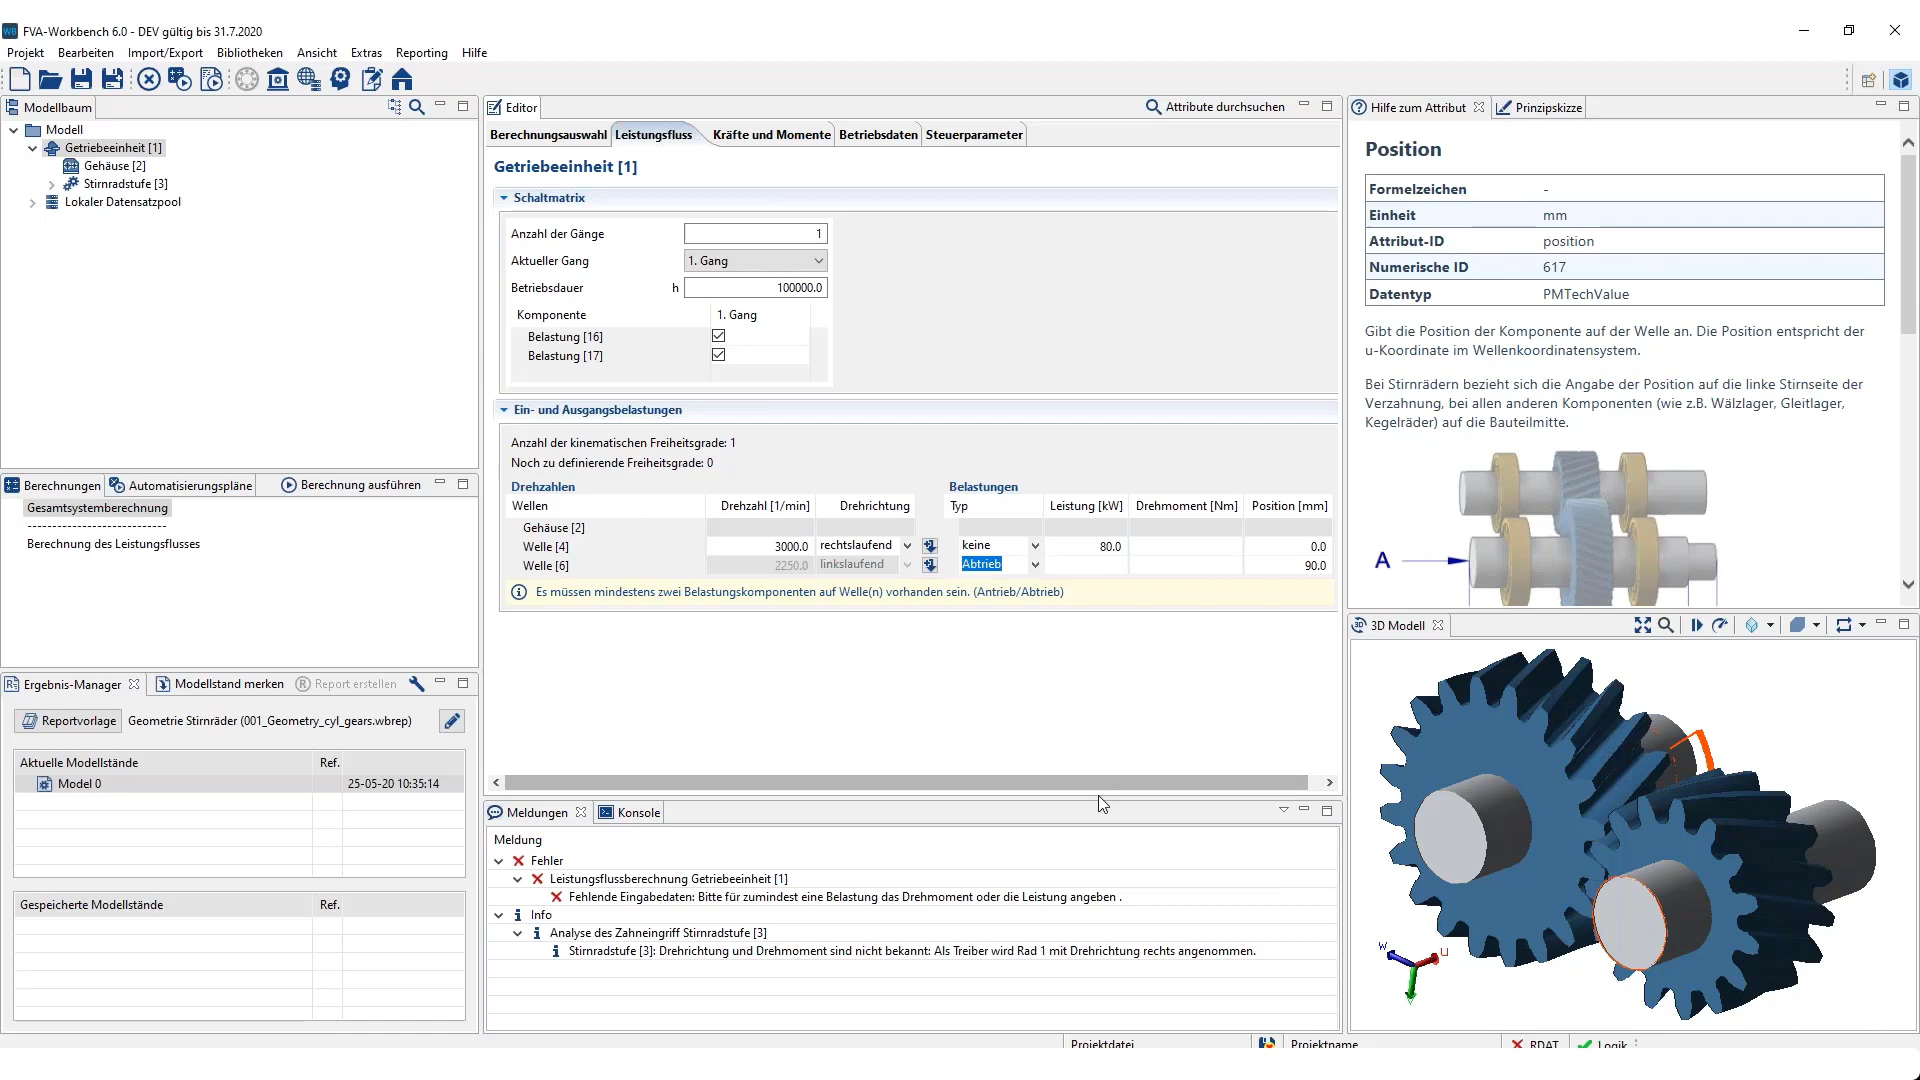 FVA-Workbench 6.0 - DEV gültig bis 31.7.2020
Projekt Bearbeiten Import/Export Bibliotheken Ansicht Extras Reporting Hilfe
Modellbaum
Modell
Getriebeeinheit [1]
Gehäuse [2]
Stirnradstufe [3]
Lokaler Datensatzpool
Berechnungen Automatisierungspläne Berechnung ausführen
Gesamtsystemberechnung
----------------------------
Berechnung des Leistungsflusses
Ergebnis-Manager Modellstand merken Report erstellen
Reportvorlage Geometrie Stirnräder (001_Geometry_cyl_gears.wbrep)
Aktuelle Modellstände Ref.
Model 0 25-05-20 10:35:14
Gespeicherte Modellstände Ref.
Editor Attribute durchsuchen
Berechnungsauswahl Leistungsfluss Kräfte und Momente Betriebsdaten Steuerparameter
Getriebeeinheit [1]
Schaltmatrix
Anzahl der Gänge 1
Aktueller Gang 1. Gang
Betriebsdauer h 100000.0
Komponente 1. Gang
Belastung [16]
Belastung [17]
Ein- und Ausgangsbelastungen
Anzahl der kinematischen Freiheitsgrade: 1
Noch zu definierende Freiheitsgrade: 0
Drehzahlen Belastungen
Wellen Drehzahl [1/min] Drehrichtung Typ Leistung [kW] Drehmoment [Nm] Position [mm]
Gehäuse [2]
Welle [4] 3000.0 rechtslaufend keine 80.0 0.0
Welle [6] 2250.0 linkslaufend Abtrieb 90.0
Es müssen mindestens zwei Belastungskomponenten auf Welle(n) vorhanden sein. (Antrieb/Abtrieb)
Meldungen Konsole
Meldung
Fehler
Leistungsflussberechnung Getriebeeinheit [1]
Fehlende Eingabedaten: Bitte für zumindest eine Belastung das Drehmoment oder die Leistung angeben .
Info
Analyse des Zahneingriff Stirnradstufe [3]
Stirnradstufe [3]: Drehrichtung und Drehmoment sind nicht bekannt: Als Treiber wird Rad 1 mit Drehrichtung rechts angenommen.
Hilfe zum Attribut Prinzipskizze
Position
Formelzeichen -
Einheit mm
Attribut-ID position
Numerische ID 617
Datentyp PMTechValue
Gibt die Position der Komponente auf der Welle an. Die Position entspricht der
u-Koordinate im Wellenkoordinatensystem.
Bei Stirnrädern bezieht sich die Angabe der Position auf die linke Stirnseite der
Verzahnung, bei allen anderen Komponenten (wie z.B. Wälzlager, Gleitlager,
Kegelräder) auf die Bauteilmitte.
A
3D Modell
W U
Projektdatei Projektname RDAT Logik